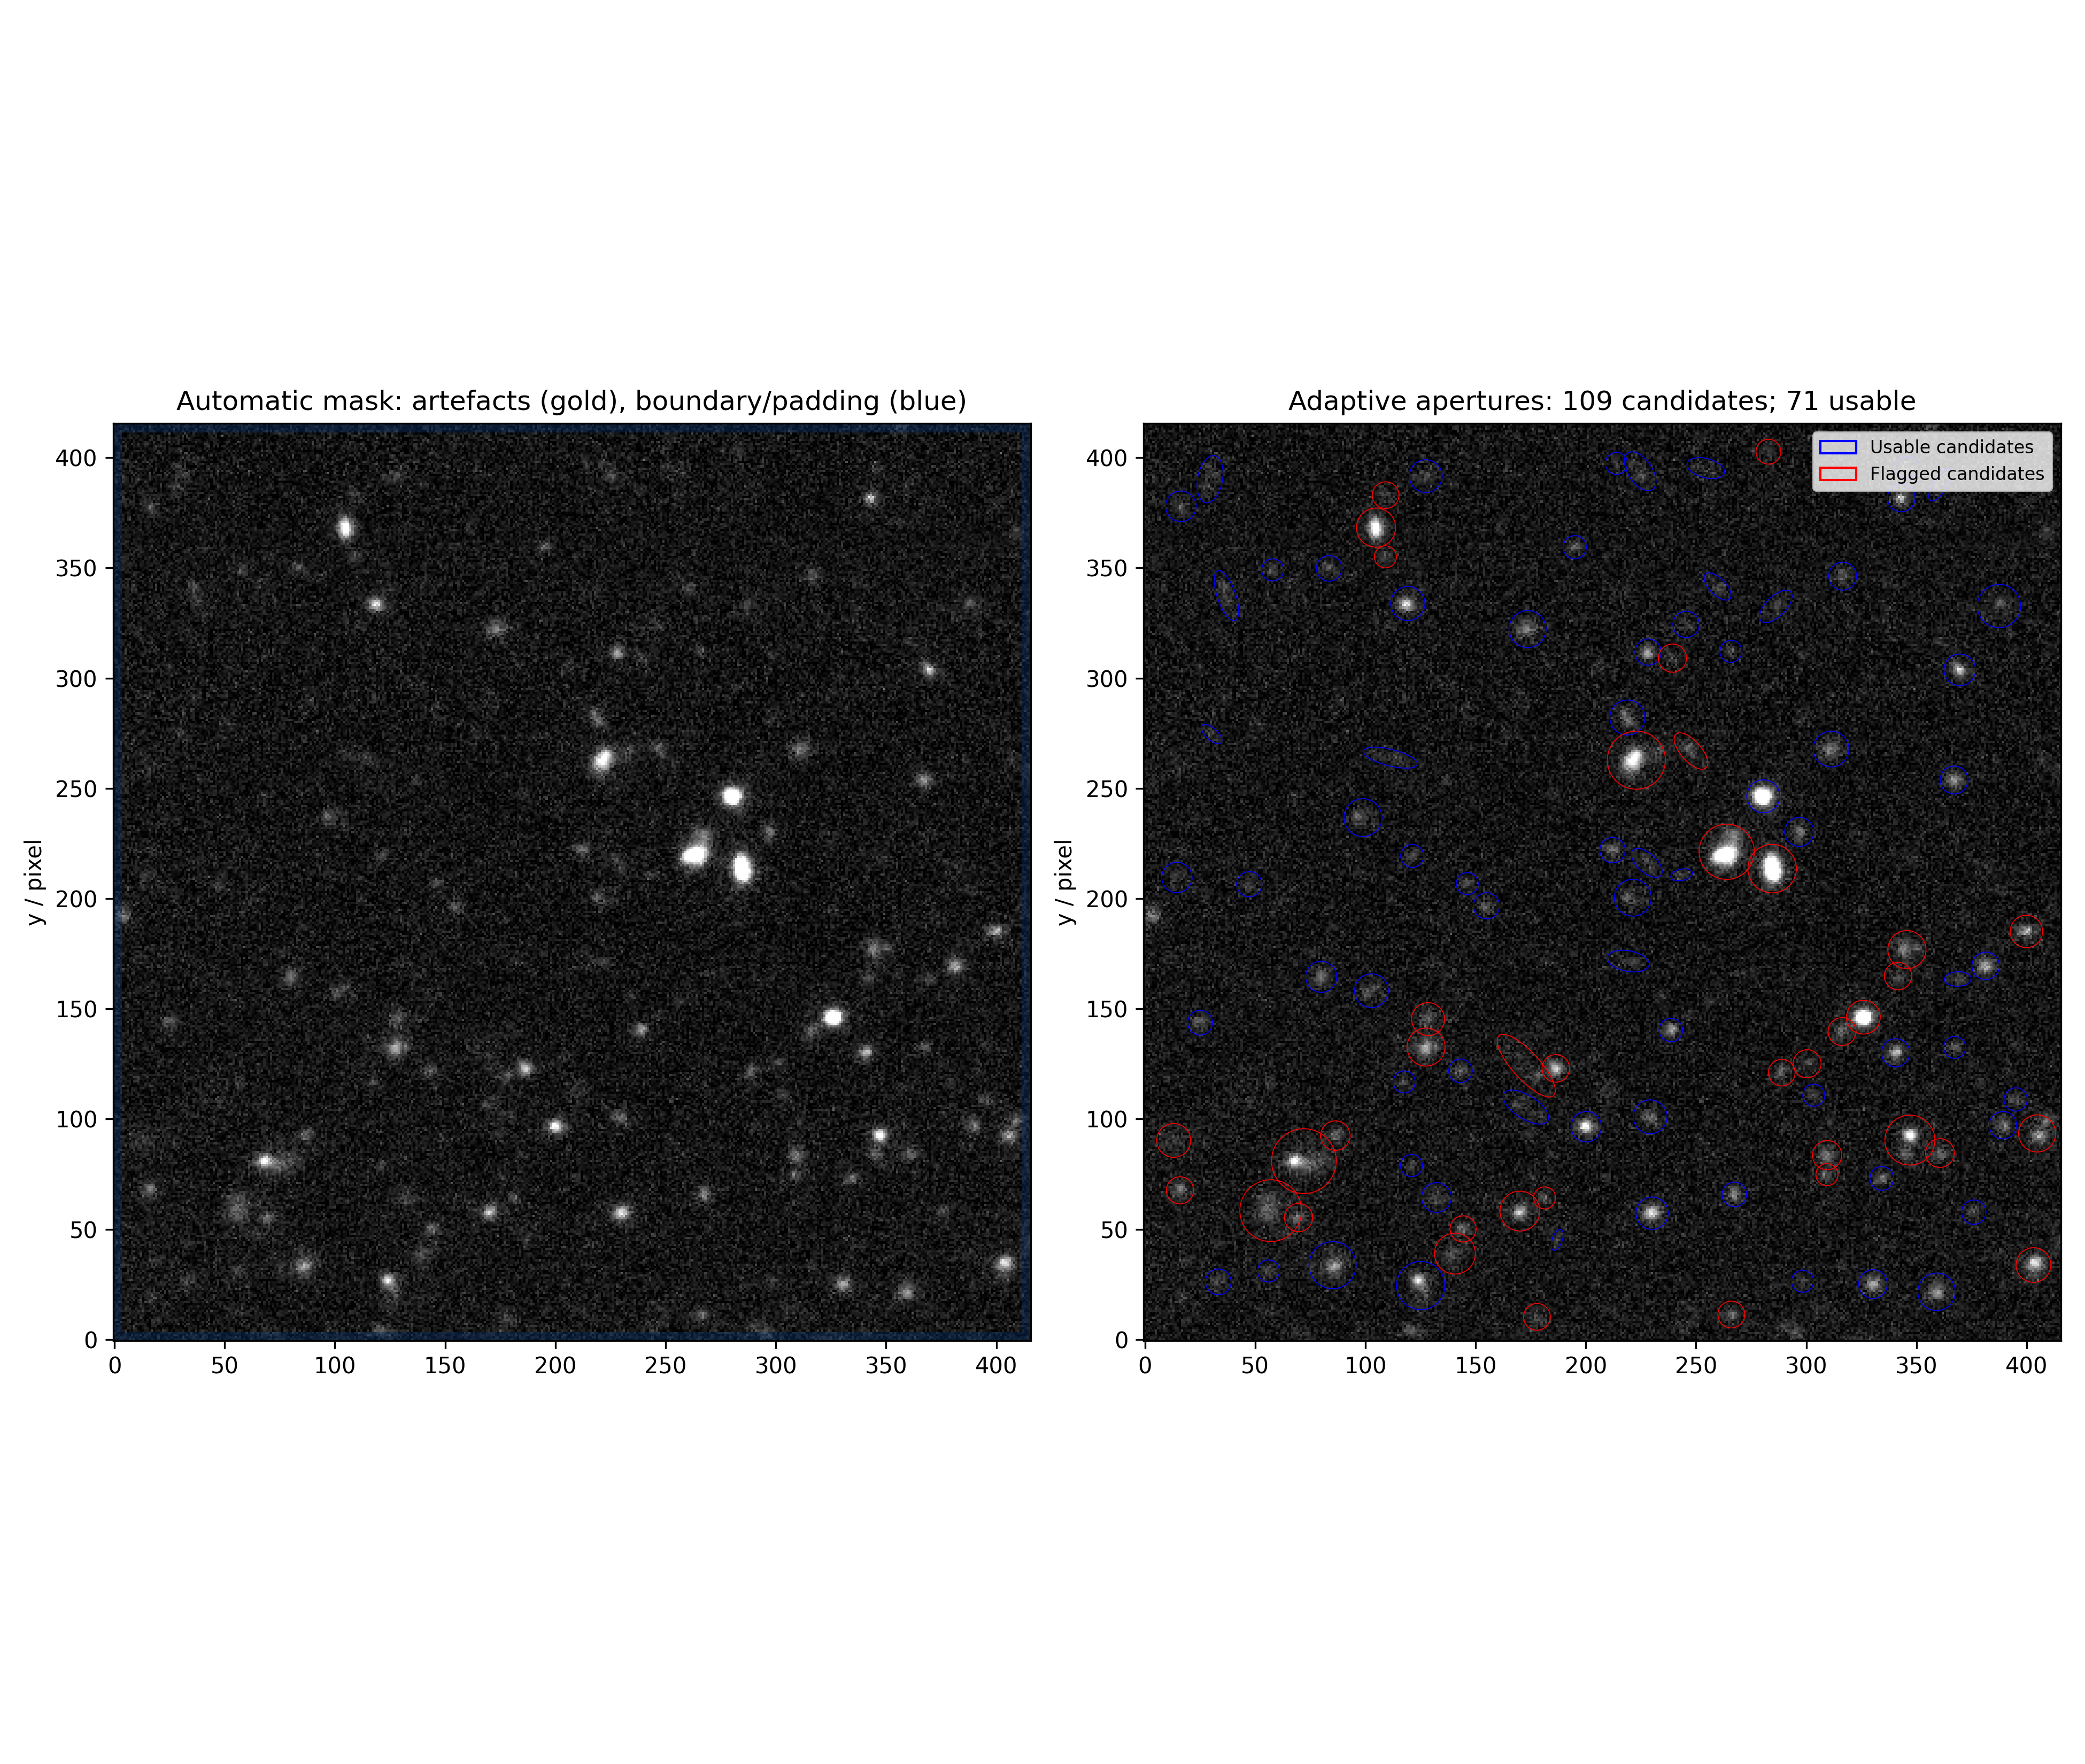 Automatic mask: artefacts (gold), boundary/padding (blue)
y / pixel
400
350
300
250
200
150
100
50
0
0 50 100 150 200 250 300 350 400
Adaptive apertures: 109 candidates; 71 usable
Usable candidates
Flagged candidates
y / pixel
400
350
300
250
200
150
100
50
0
0 50 100 150 200 250 300 350 400